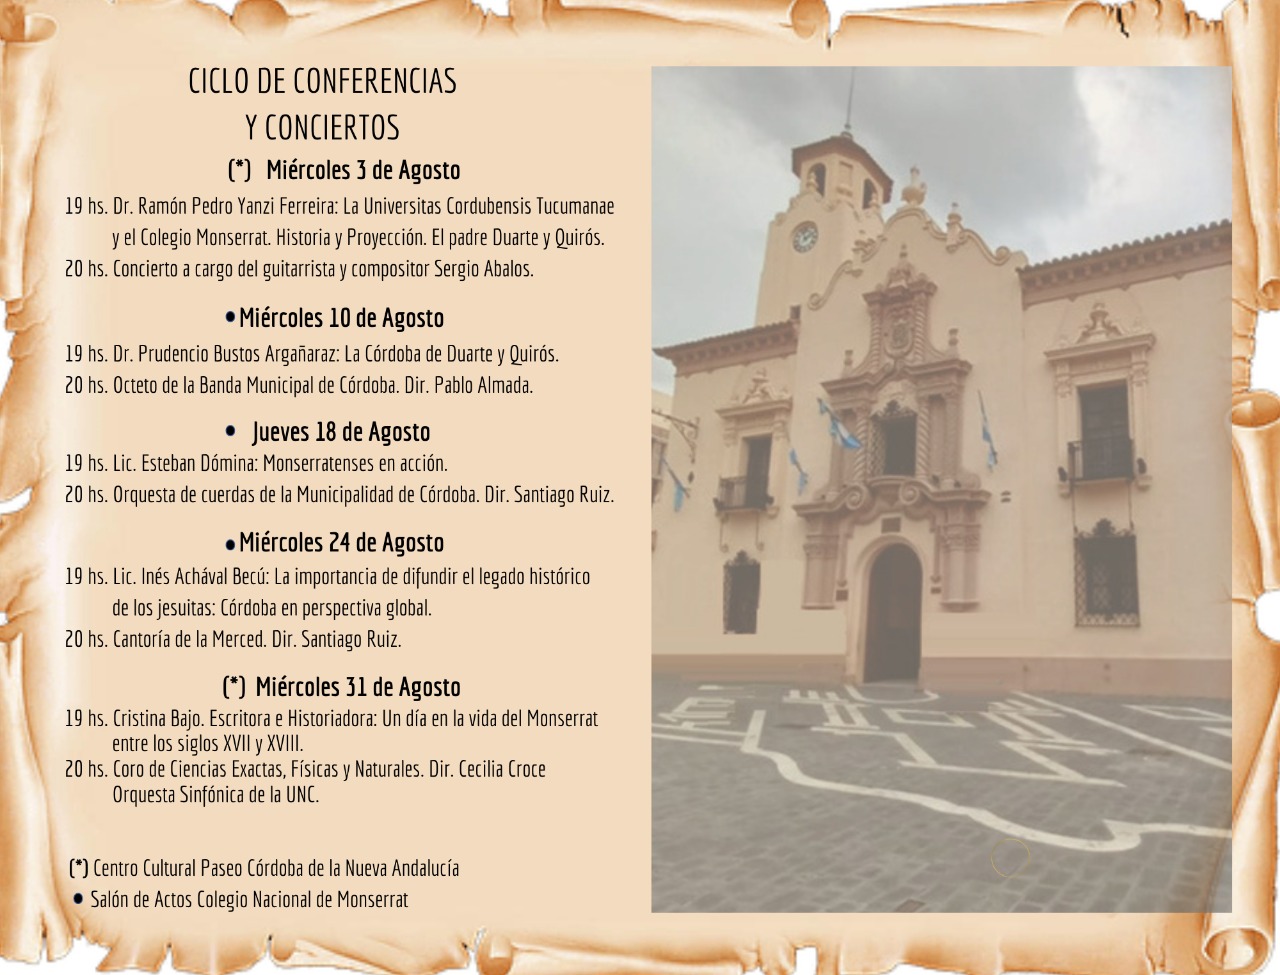 CICLO DE CONFERENCIAS
Y CONCIERTOS
(*) Miércoles 3 de Agosto
19 hs. Dr. Ramón Pedro Yanzi Ferreira: La Universitas Cordubensis Tucumanae
y el Colegio Monserrat. Historia y Proyección. El padre Duarte y Quirós.
20 hs. Concierto a cargo del guitarrista y compositor Sergio Abalos.
• Miércoles 10 de Agosto
19 hs. Dr. Prudencio Bustos Argañaraz: La Córdoba de Duarte y Quirós.
20 hs. Octeto de la Banda Municipal de Córdoba. Dir. Pablo Almada.
• Jueves 18 de Agosto
19 hs. Lic. Esteban Dómina: Monserratenses en acción.
20 hs. Orquesta de cuerdas de la Municipalidad de Córdoba. Dir. Santiago Ruiz.
• Miércoles 24 de Agosto
19 hs. Lic. Inés Achával Becú: La importancia de difundir el legado histórico
de los jesuitas: Córdoba en perspectiva global.
20 hs. Cantoría de la Merced. Dir. Santiago Ruiz.
(*) Miércoles 31 de Agosto
19 hs. Cristina Bajo. Escritora e Historiadora: Un día en la vida del Monserrat
entre los siglos XVII y XVIII.
20 hs. Coro de Ciencias Exactas, Físicas y Naturales. Dir. Cecilia Croce
Orquesta Sinfónica de la UNC.
(*) Centro Cultural Paseo Córdoba de la Nueva Andalucía
• Salón de Actos Colegio Nacional de Monserrat